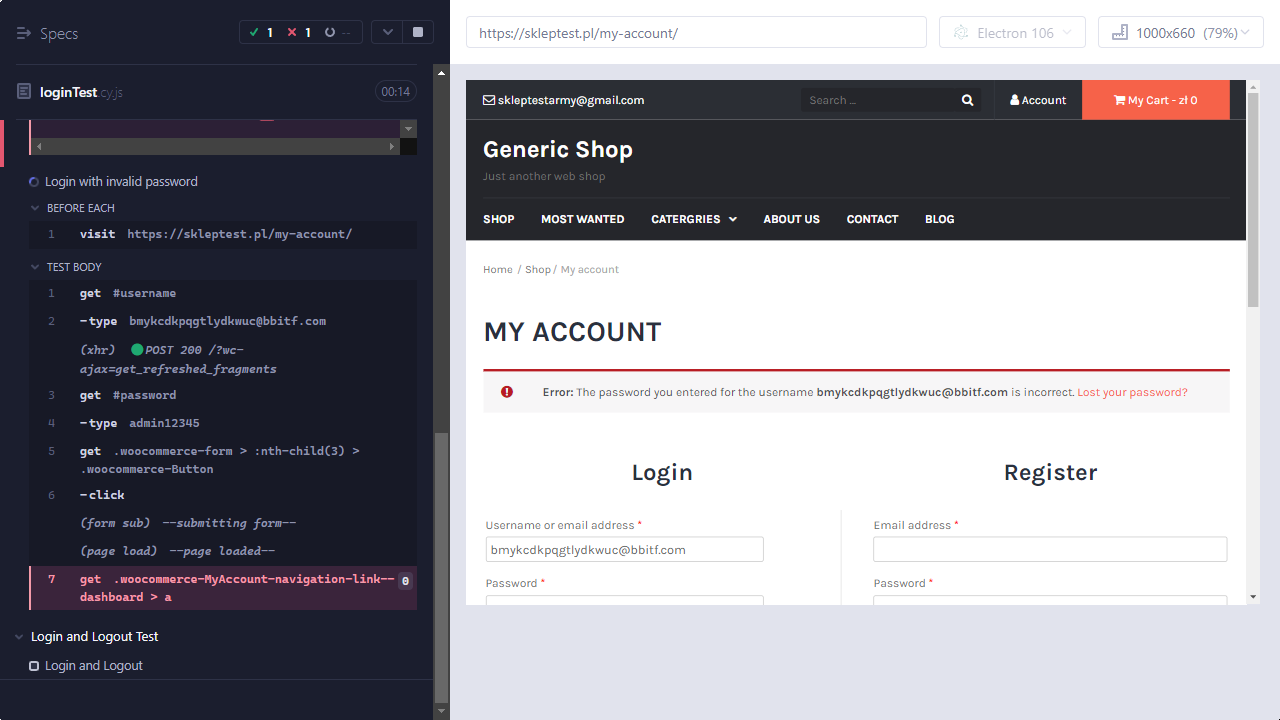 Specs
1
1
--
loginTest.cy.js
00:14
Login with invalid password
BEFORE EACH
1 visit https://skleptest.pl/my-account/
TEST BODY
1 get #username
2 -type bmykcdkpqgtlydkwuc@bbitf.com
(xhr) POST 200 /?wc-
ajax=get_refreshed_fragments
3 get #password
4 -type admin12345
5 get .woocommerce-form > :nth-child(3) >
.woocommerce-Button
6 -click
(form sub) --submitting form--
(page load) --page loaded--
7 get .woocommerce-MyAccount-navigation-link-- 0
dashboard > a
Login and Logout Test
Login and Logout
https://skleptest.pl/my-account/
Electron 106
1000x660 (79%)
skleptestarmy@gmail.com
Search ...
Account
My Cart - zł 0
Generic Shop
Just another web shop
SHOP MOST WANTED CATERGRIES ABOUT US CONTACT BLOG
Home / Shop / My account
MY ACCOUNT
Error: The password you entered for the username bmykcdkpqgtlydkwuc@bbitf.com is incorrect. Lost your password?
Login
Username or email address *
bmykcdkpqgtlydkwuc@bbitf.com
Password *
Register
Email address *
Password *